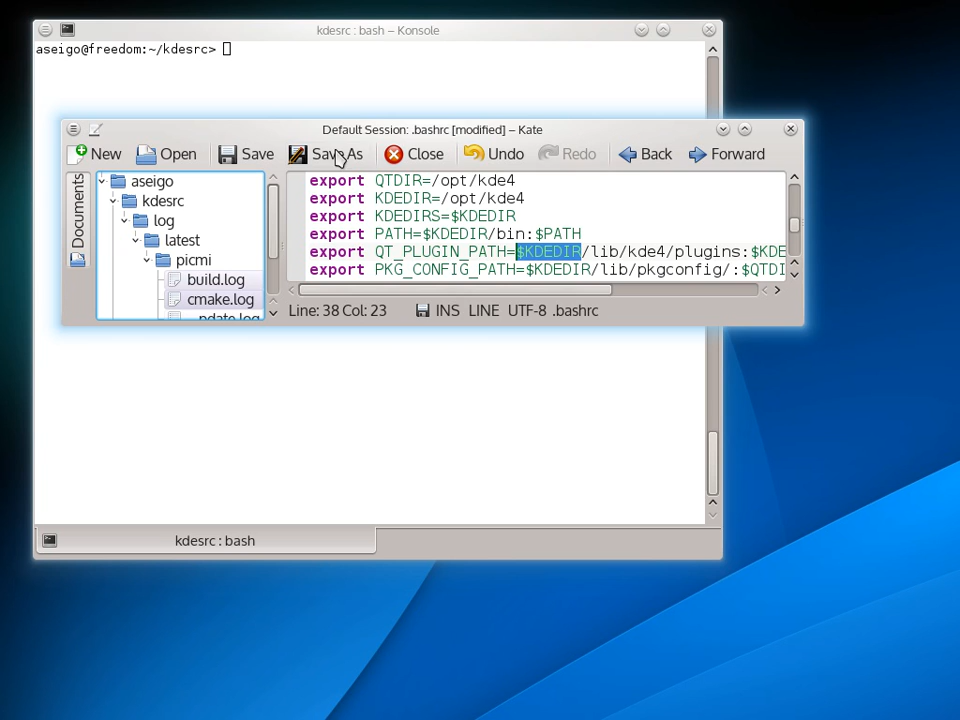 kdesrc : bash – Konsole
aseigo@freedom:~/kdesrc>
Default Session: .bashrc [modified] – Kate
New Open Save Save As Close Undo Redo Back Forward
Documents
aseigo
kdesrc
log
latest
picmi
build.log
cmake.log
export QTDIR=/opt/kde4
export KDEDIR=/opt/kde4
export KDEDIRS=$KDEDIR
export PATH=$KDEDIR/bin:$PATH
export QT_PLUGIN_PATH=$KDEDIR/lib/kde4/plugins:$KDE
export PKG_CONFIG_PATH=$KDEDIR/lib/pkgconfig/:$QTDI
Line: 38 Col: 23 INS LINE UTF-8 .bashrc
kdesrc : bash